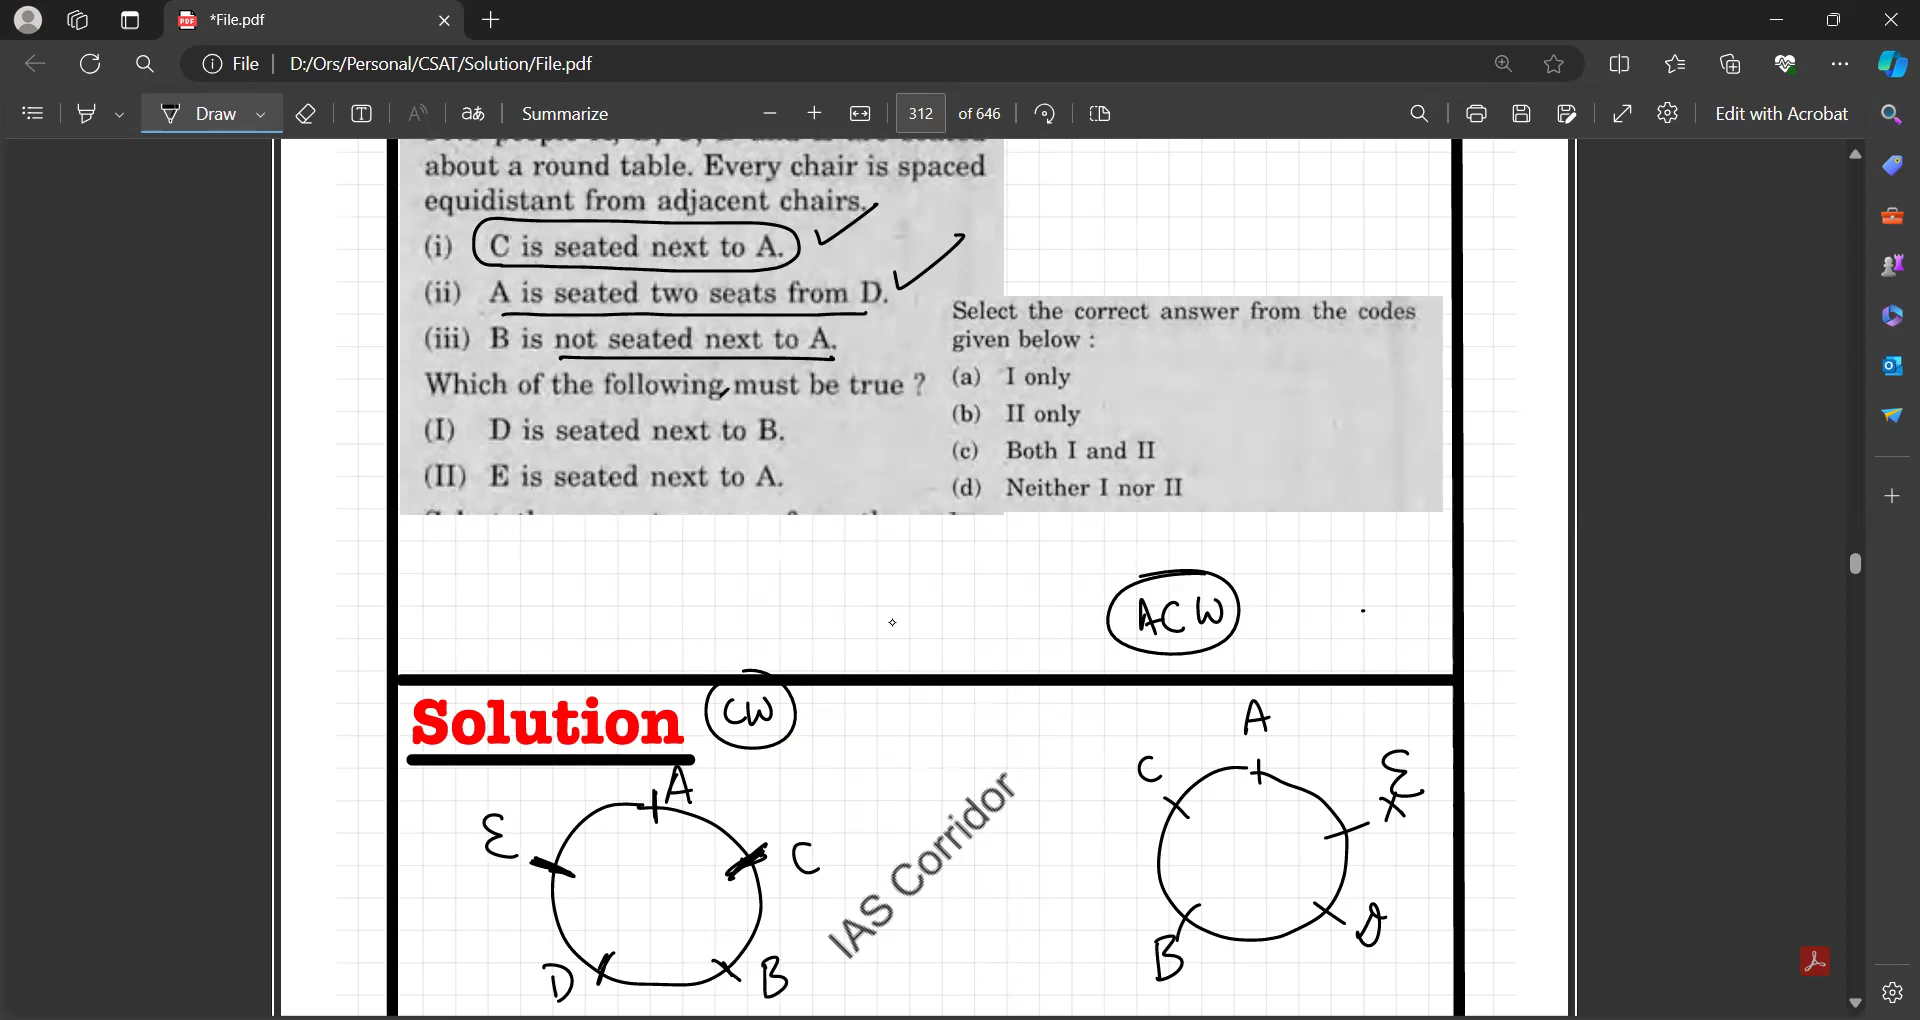 *File.pdf
File
D:/Ors/Personal/CSAT/Solution/File.pdf
Draw
aあ
Summarize
312 of 646
Edit with Acrobat
about a round table. Every chair is spaced
equidistant from adjacent chairs.
(i) C is seated next to A.
(ii) A is seated two seats from D.
(iii) B is not seated next to A.
Which of the following must be true ?
(I) D is seated next to B.
(II) E is seated next to A.
Select the correct answer from the codes
given below :
(a) I only
(b) II only
(c) Both I and II
(d) Neither I nor II
ACW
Solution
CW
A
E
C
D
B
A
C
E
B
D
IAS Corridor